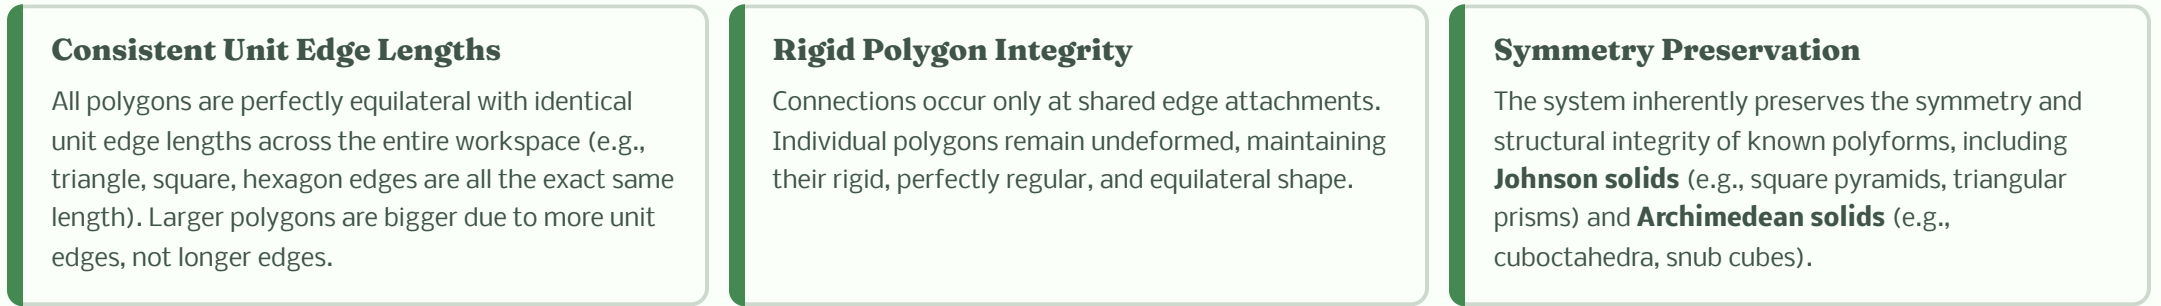 Consistent Unit Edge Lengths
All polygons are perfectly equilateral with identical
unit edge lengths across the entire workspace (e.g.,
triangle, square, hexagon edges are all the exact same
length). Larger polygons are bigger due to more unit
edges, not longer edges.
Rigid Polygon Integrity
Connections occur only at shared edge attachments.
Individual polygons remain undeformed, maintaining
their rigid, perfectly regular, and equilateral shape.
Symmetry Preservation
The system inherently preserves the symmetry and
structural integrity of known polyforms, including
Johnson solids (e.g., square pyramids, triangular
prisms) and Archimedean solids (e.g.,
cuboctahedra, snub cubes).